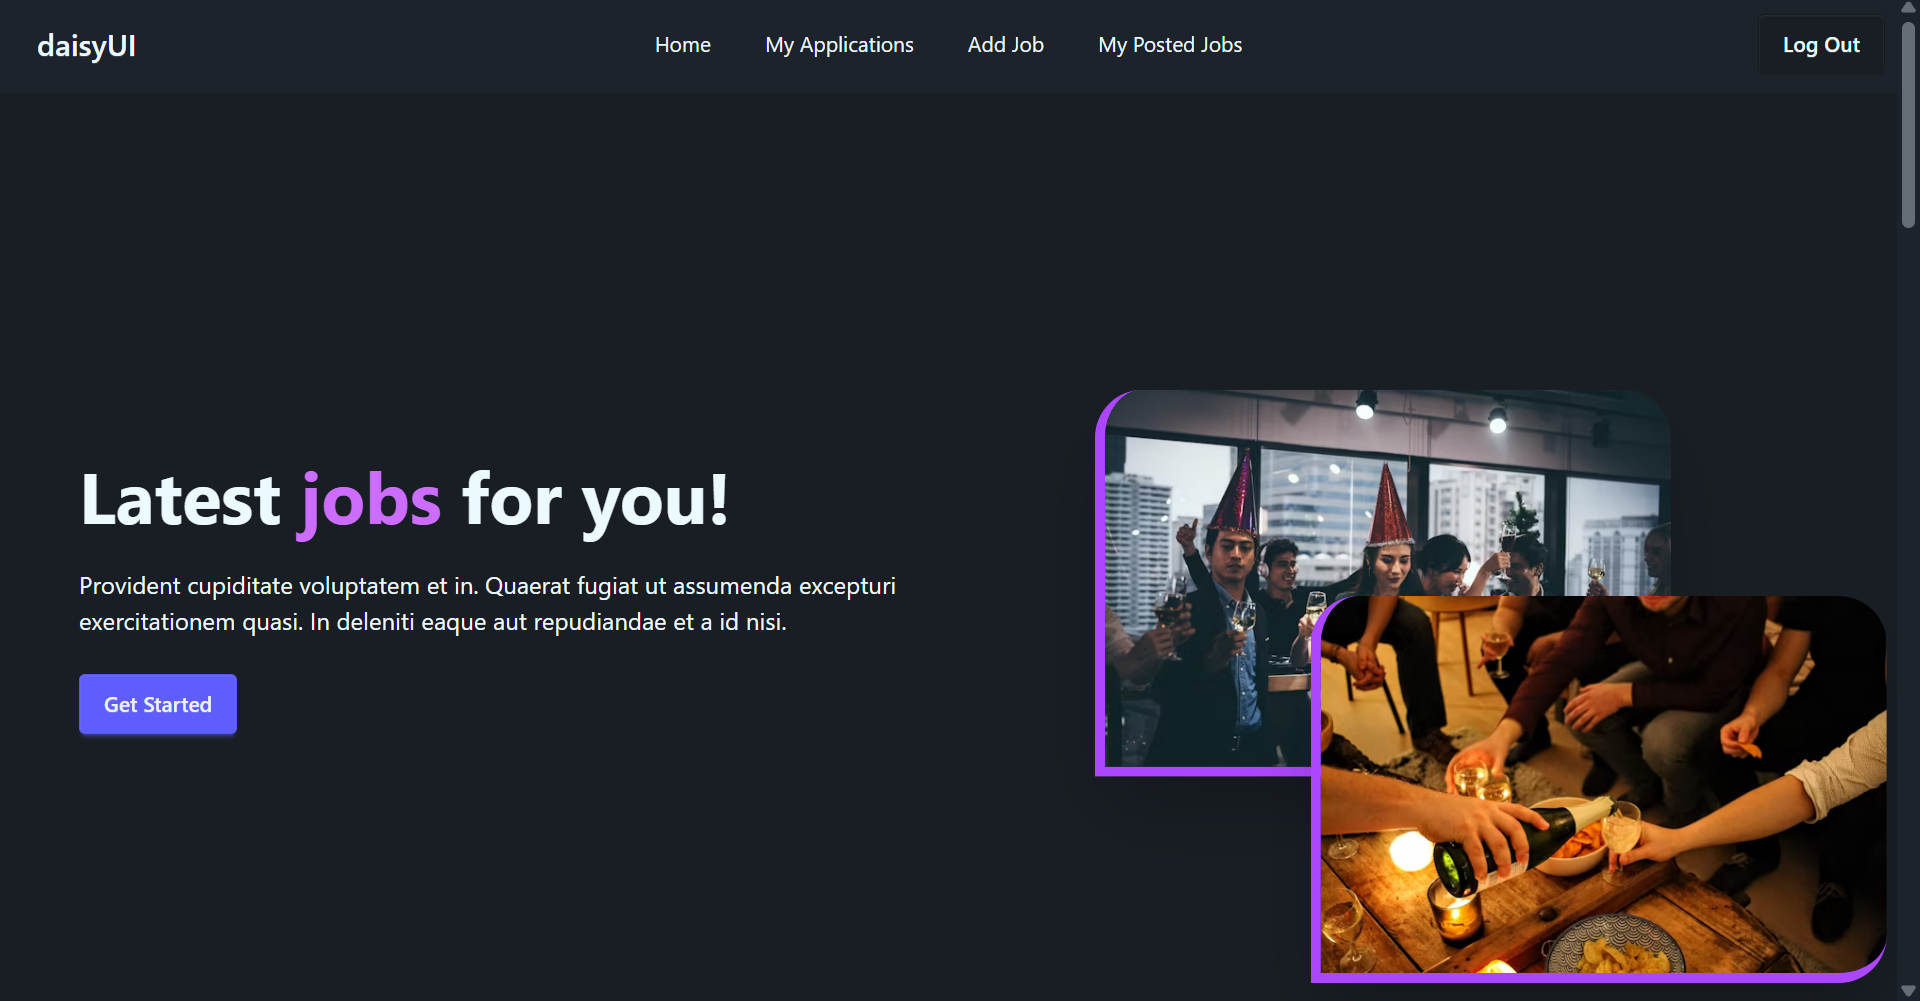 daisyUI
Home
My Applications
Add Job
My Posted Jobs
Log Out
Latest jobs for you!
Provident cupiditate voluptatem et in. Quaerat fugiat ut assumenda excepturi
exercitationem quasi. In deleniti eaque aut repudiandae et a id nisi.
Get Started